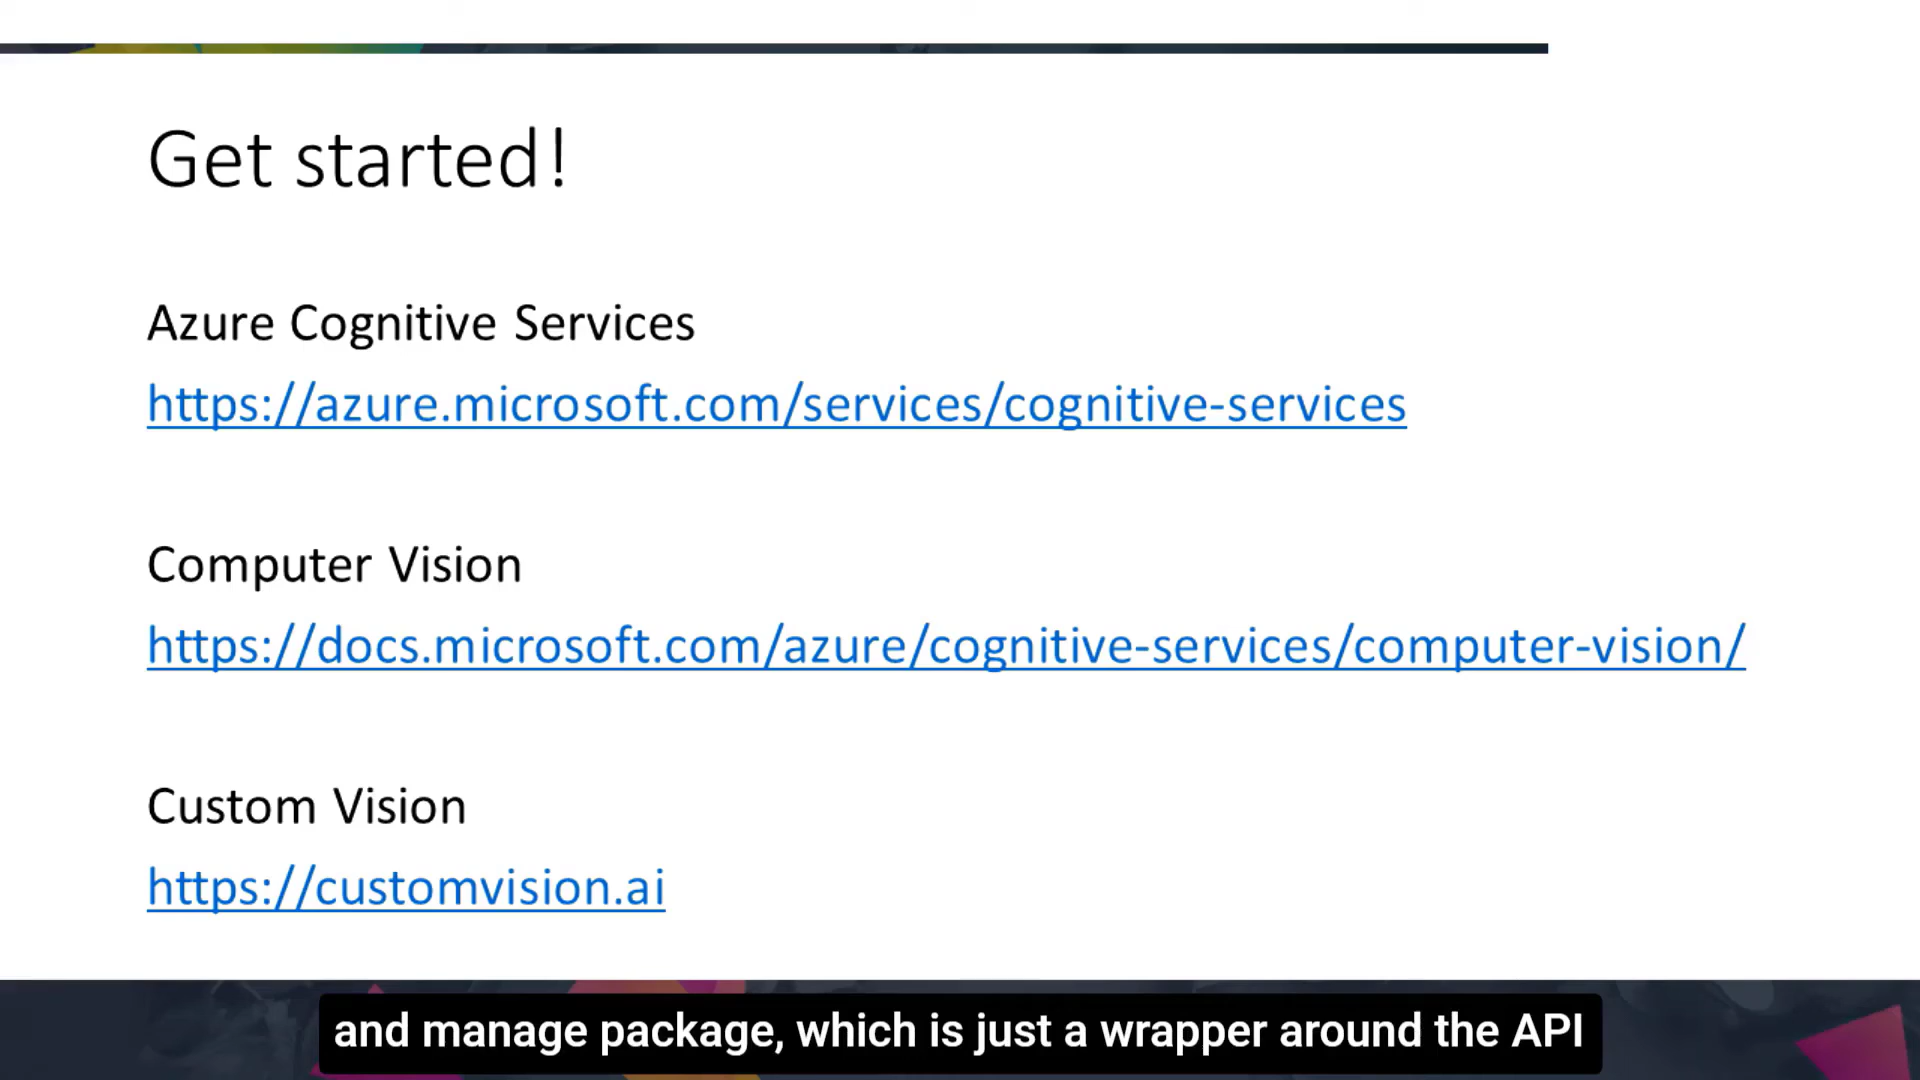 Get started!
Azure Cognitive Services
https://azure.microsoft.com/services/cognitive-services
Computer Vision
https://docs.microsoft.com/azure/cognitive-services/computer-vision/
Custom Vision
https://customvision.ai
and manage package, which is just a wrapper around the API